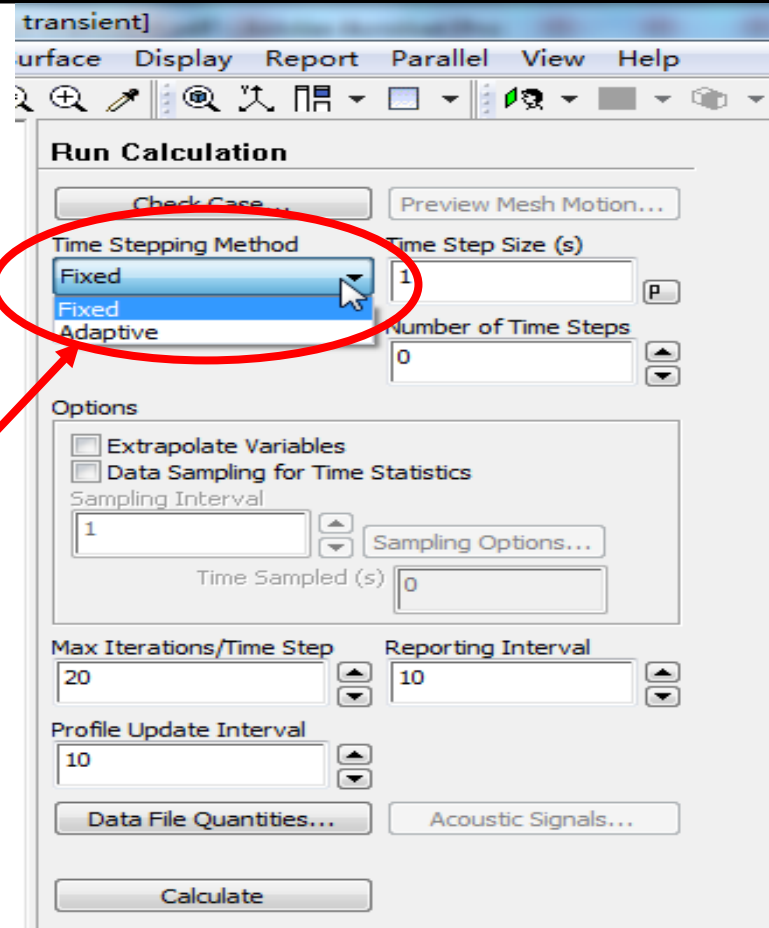 transient]
urface Display Report Parallel View Help
Run Calculation
Check Case... Preview Mesh Motion...
Time Stepping Method Time Step Size (s)
Fixed 1 P
Fixed
Adaptive Number of Time Steps
0
Options
Extrapolate Variables
Data Sampling for Time Statistics
Sampling Interval
1 Sampling Options...
Time Sampled (s) 0
Max Iterations/Time Step Reporting Interval
20 10
Profile Update Interval
10
Data File Quantities... Acoustic Signals...
Calculate